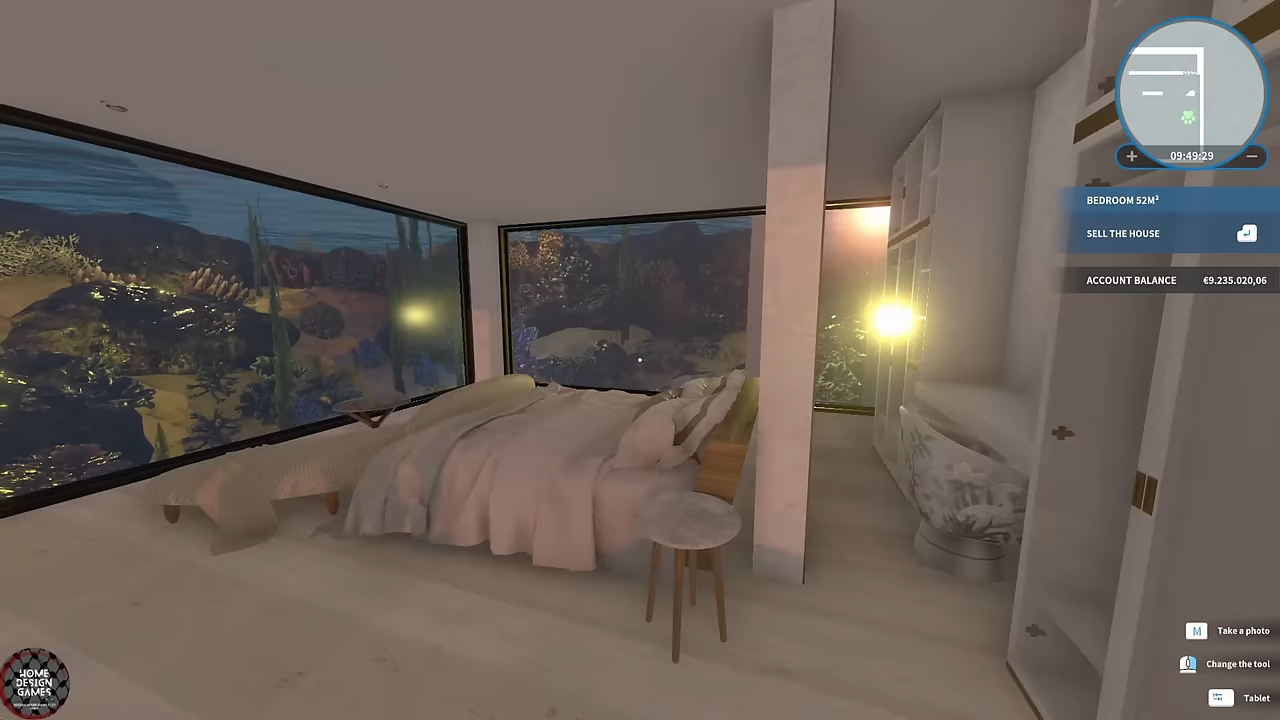 09:49:29
BEDROOM 52M²
SELL THE HOUSE
ACCOUNT BALANCE €9.235.020,06
M Take a photo
Change the tool
Tablet
HOME
DESIGN
GAMES